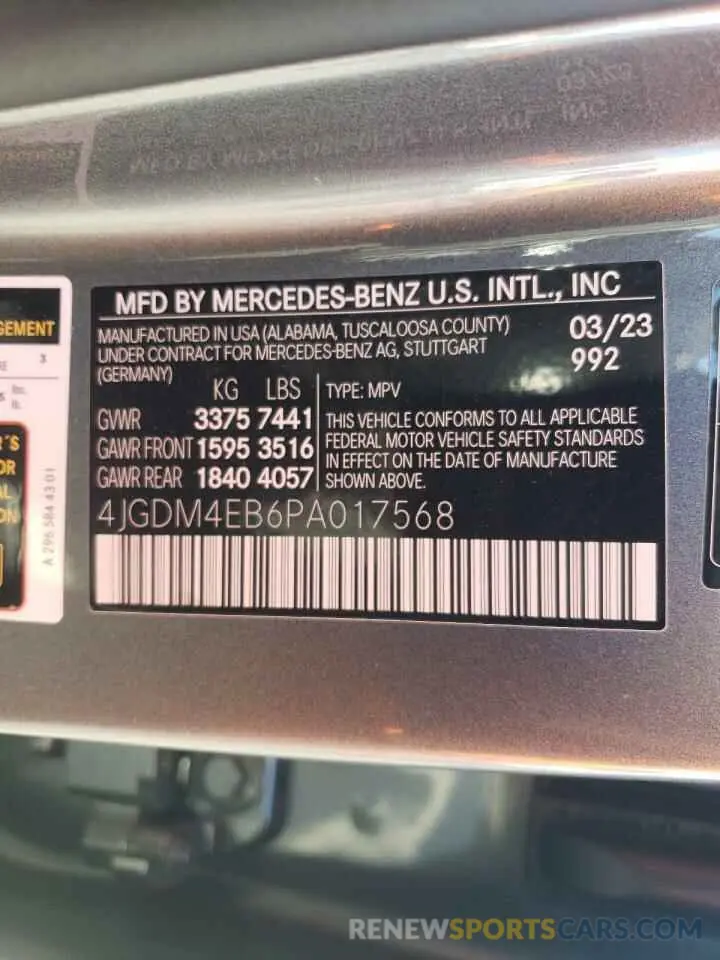 MFD BY MERCEDES-BENZ U.S. INTL., INC
MANUFACTURED IN USA (ALABAMA, TUSCALOOSA COUNTY) 03/23
UNDER CONTRACT FOR MERCEDES-BENZ AG, STUTTGART 992
(GERMANY)
KG LBS TYPE: MPV
GWR 3375 7441 THIS VEHICLE CONFORMS TO ALL APPLICABLE
GAWR FRONT 1595 3516 FEDERAL MOTOR VEHICLE SAFETY STANDARDS
IN EFFECT ON THE DATE OF MANUFACTURE
GAWR REAR 1840 4057 SHOWN ABOVE.
4JGDM4EB6PA017568
GEMENT
3
A 296 584 43 01
RENEWSPORTSCARS.COM